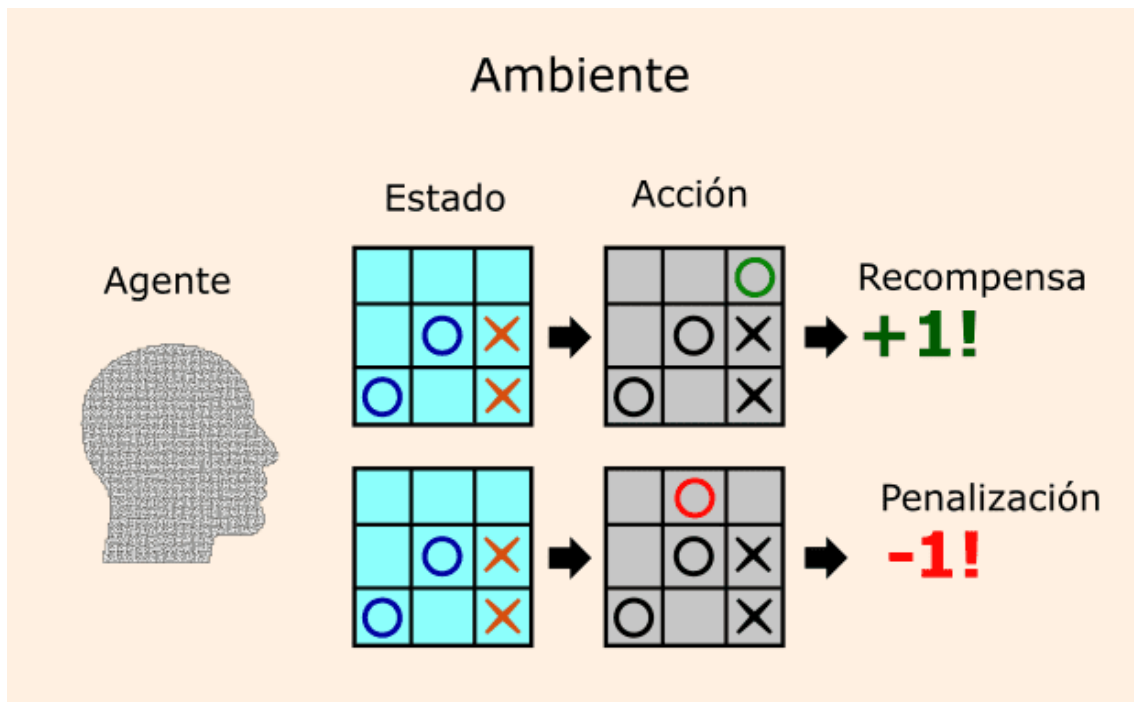 Ambiente
Estado
Acción
Agente
Recompensa
+1!
Penalización
-1!